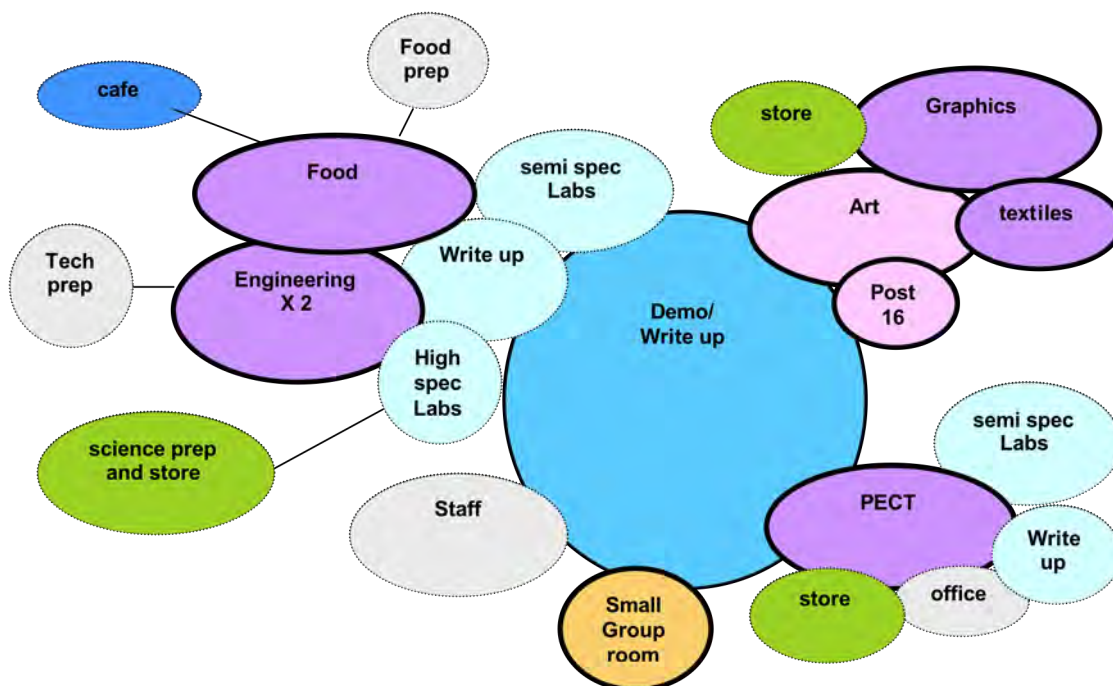 Food
prep
cafe
store
Graphics
Food
semi spec
Labs
Art
textiles
Write up
Tech
prep
Engineering
X 2
Post
16
Demo/
Write up
High
spec
Labs
semi spec
Labs
science prep
and store
Staff
PECT
Write
up
store
office
Small
Group
room